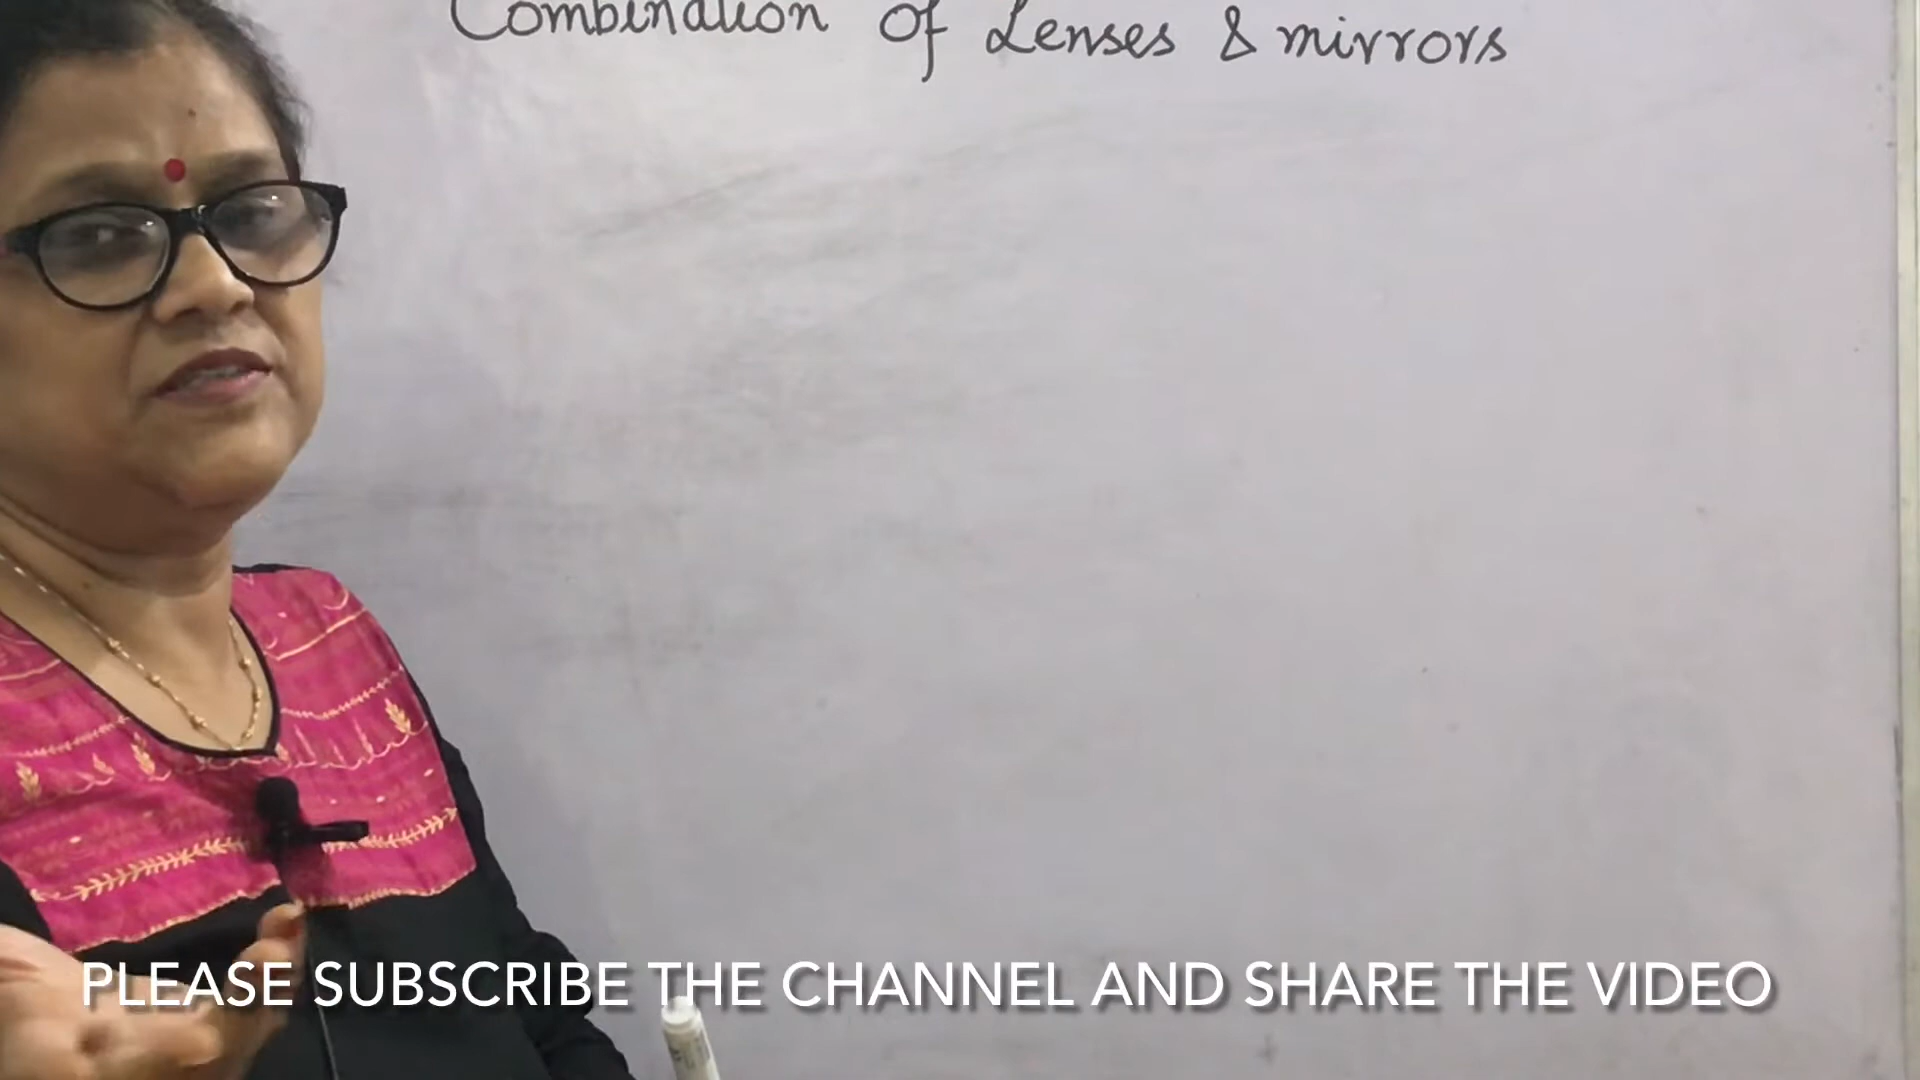 Combination of Lenses & mirrors
PLEASE SUBSCRIBE THE CHANNEL AND SHARE THE VIDEO